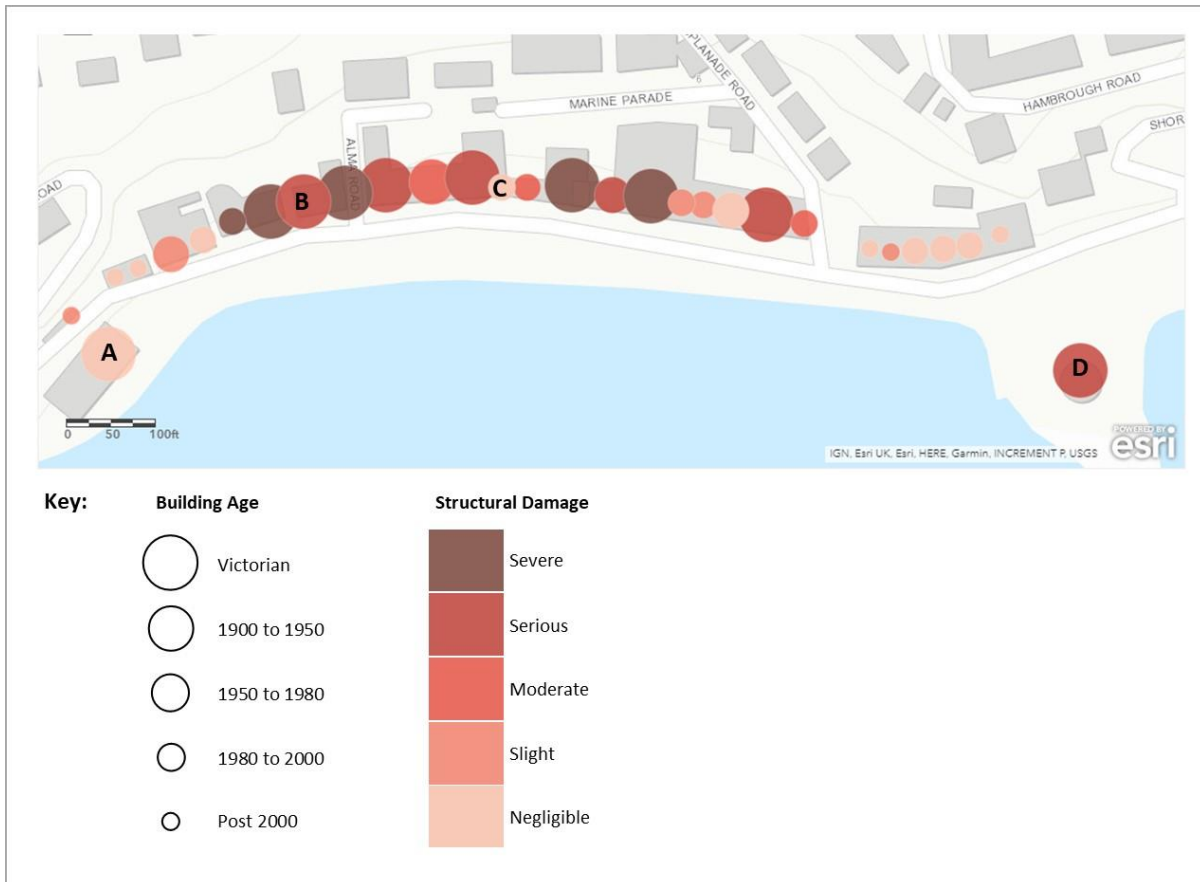 PLANADE ROAD
MARINE PARADE
HAMBROUGH ROAD
SHOR
ALMA ROAD
OAD
B
C
A
D
0 50 100ft
POWERED BY
esri
IGN, Esri UK, Esri, HERE, Garmin, INCREMENT P, USGS
Key:
Building Age
Structural Damage
Victorian
Severe
1900 to 1950
Serious
1950 to 1980
Moderate
1980 to 2000
Slight
Post 2000
Negligible